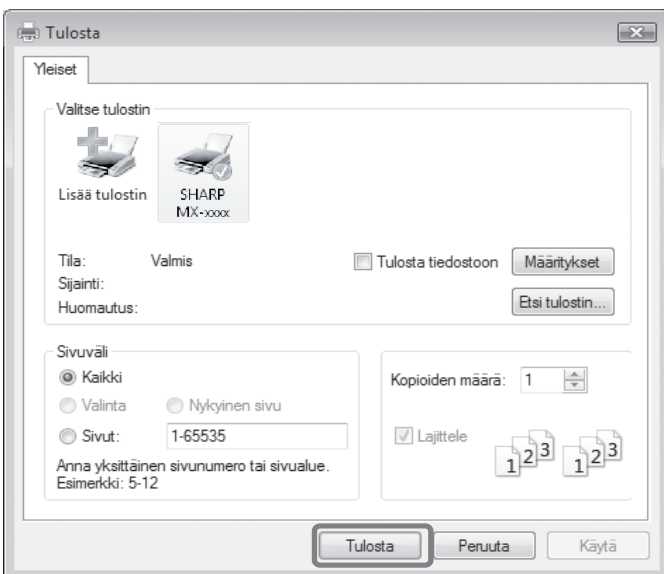 Tulosta
Yleiset
Valitse tulostin
Lisää tulostin
SHARP
MX-xxxx
Tila: Valmis
Tulosta tiedostoon
Määritykset
Sijainti:
Huomautus:
Etsi tulostin...
Sivuväli
Kaikki
Valinta
Nykyinen sivu
Sivut: 1-65535
Anna yksittäinen sivunumero tai sivualue.
Esimerkki: 5-12
Kopioiden määrä: 1
Lajittele
1 2 3 1 2 3
Tulosta
Peruuta
Käytä